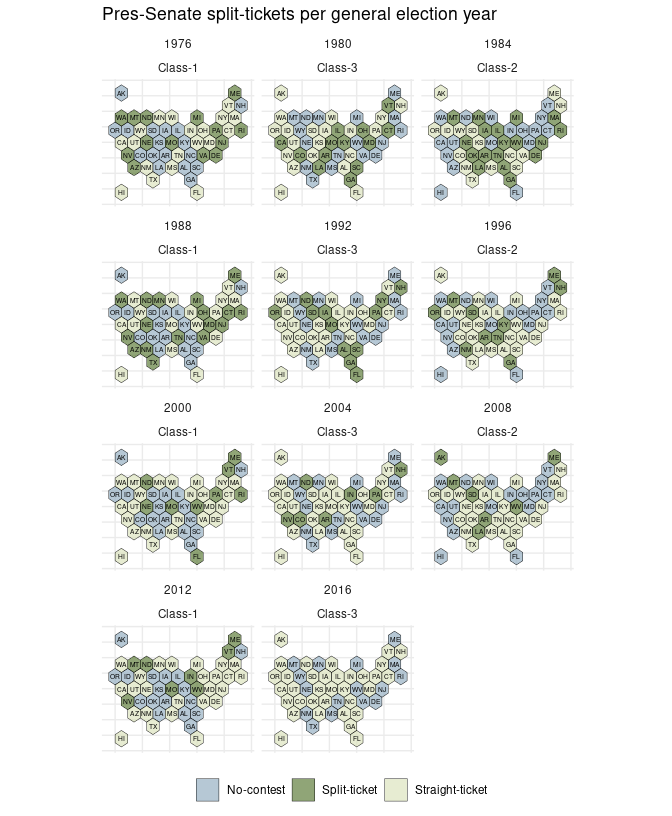 Pres-Senate split-tickets per general election year
1976
Class-1
AK ME
VT NH
WA MT ND MN WI MI NY MA
OR ID WY SD IA IL IN OH PA CT RI
CA UT NE KS MO KY WV MD NJ
NV CO OK AR TN NC VA DE
AZ NM LA MS AL SC
TX GA
HI FL
1980
Class-3
AK ME
VT NH
WA MT ND MN WI MI NY MA
OR ID WY SD IA IL IN OH PA CT RI
CA UT NE KS MO KY WV MD NJ
NV CO OK AR TN NC VA DE
AZ NM LA MS AL SC
TX GA
HI FL
1984
Class-2
AK ME
VT NH
WA MT ND MN WI MI NY MA
OR ID WY SD IA IL IN OH PA CT RI
CA UT NE KS MO KY WV MD NJ
NV CO OK AR TN NC VA DE
AZ NM LA MS AL SC
TX GA
HI FL
1988
Class-1
AK ME
VT NH
WA MT ND MN WI MI NY MA
OR ID WY SD IA IL IN OH PA CT RI
CA UT NE KS MO KY WV MD NJ
NV CO OK AR TN NC VA DE
AZ NM LA MS AL SC
TX GA
HI FL
1992
Class-3
AK ME
VT NH
WA MT ND MN WI MI NY MA
OR ID WY SD IA IL IN OH PA CT RI
CA UT NE KS MO KY WV MD NJ
NV CO OK AR TN NC VA DE
AZ NM LA MS AL SC
TX GA
HI FL
1996
Class-2
AK ME
VT NH
WA MT ND MN WI MI NY MA
OR ID WY SD IA IL IN OH PA CT RI
CA UT NE KS MO KY WV MD NJ
NV CO OK AR TN NC VA DE
AZ NM LA MS AL SC
TX GA
HI FL
2000
Class-1
AK ME
VT NH
WA MT ND MN WI MI NY MA
OR ID WY SD IA IL IN OH PA CT RI
CA UT NE KS MO KY WV MD NJ
NV CO OK AR TN NC VA DE
AZ NM LA MS AL SC
TX GA
HI FL
2004
Class-3
AK ME
VT NH
WA MT ND MN WI MI NY MA
OR ID WY SD IA IL IN OH PA CT RI
CA UT NE KS MO KY WV MD NJ
NV CO OK AR TN NC VA DE
AZ NM LA MS AL SC
TX GA
HI FL
2008
Class-2
AK ME
VT NH
WA MT ND MN WI MI NY MA
OR ID WY SD IA IL IN OH PA CT RI
CA UT NE KS MO KY WV MD NJ
NV CO OK AR TN NC VA DE
AZ NM LA MS AL SC
TX GA
HI FL
2012
Class-1
AK ME
VT NH
WA MT ND MN WI MI NY MA
OR ID WY SD IA IL IN OH PA CT RI
CA UT NE KS MO KY WV MD NJ
NV CO OK AR TN NC VA DE
AZ NM LA MS AL SC
TX GA
HI FL
2016
Class-3
AK ME
VT NH
WA MT ND MN WI MI NY MA
OR ID WY SD IA IL IN OH PA CT RI
CA UT NE KS MO KY WV MD NJ
NV CO OK AR TN NC VA DE
AZ NM LA MS AL SC
TX GA
HI FL
No-contest Split-ticket Straight-ticket